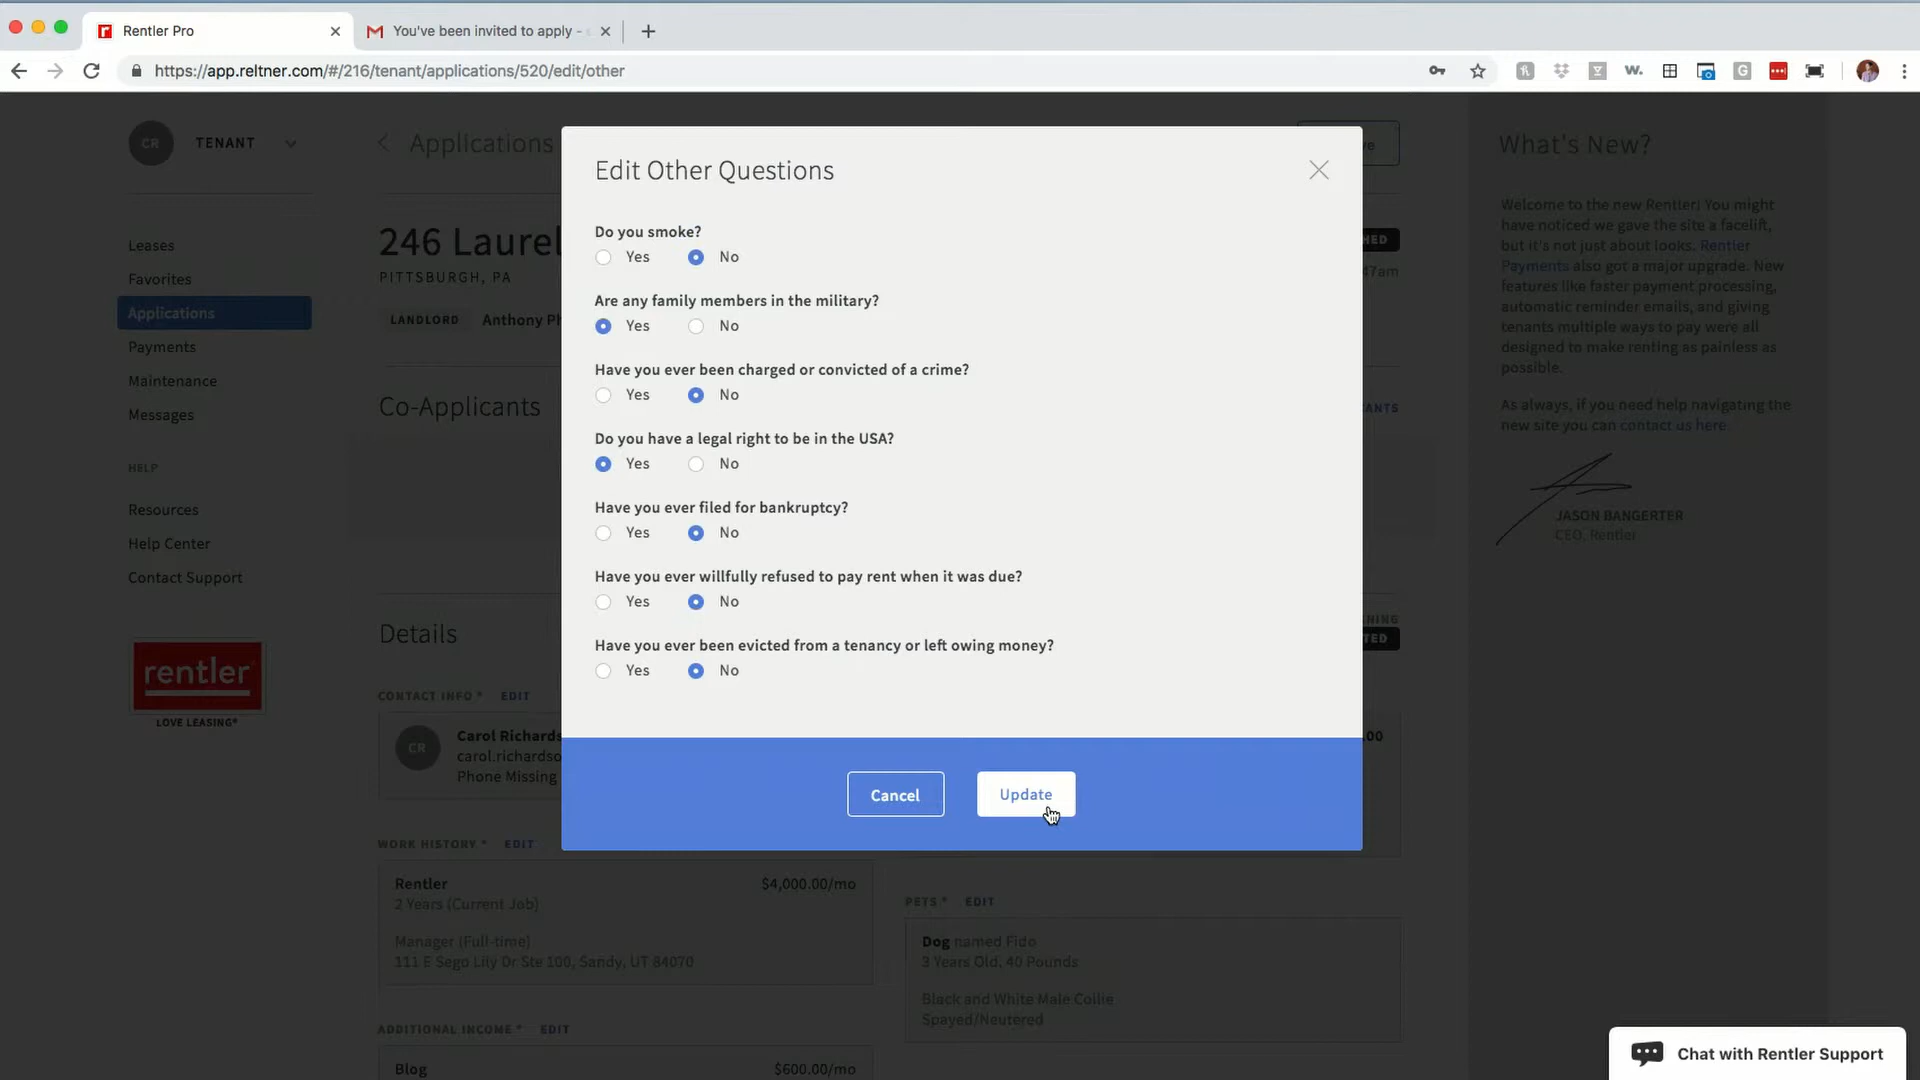 Rentler Pro
You've been invited to apply -
https://app.reltner.com/#/216/tenant/applications/520/edit/other
CR TENANT
Leases
Favorites
Applications
Payments
Maintenance
Messages
HELP
Resources
Help Center
Contact Support
rentler
LOVE LEASING®
Applications
246 Laurel
PITTSBURGH, PA
LANDLORD Anthony Ph
Co-Applicants
Details
CONTACT INFO * EDIT
CR
Carol Richards
carol.richardso
Phone Missing
WORK HISTORY * EDIT
Rentler $4,000.00/mo
2 Years (Current Job)
Manager (Full-time)
111 E Sego Lily Dr Ste 100, Sandy, UT 84070
ADDITIONAL INCOME * EDIT
Blog $600.00/mo
Edit Other Questions
Do you smoke?
Yes No
Are any family members in the military?
Yes No
Have you ever been charged or convicted of a crime?
Yes No
Do you have a legal right to be in the USA?
Yes No
Have you ever filed for bankruptcy?
Yes No
Have you ever willfully refused to pay rent when it was due?
Yes No
Have you ever been evicted from a tenancy or left owing money?
Yes No
Cancel Update
HED
47am
ANTS
NING
TED
00
PETS * EDIT
Dog named Fido
3 Years Old, 40 Pounds
Black and White Male Collie
Spayed/Neutered
What's New?
Welcome to the new Rentler! You might
have noticed we gave the site a facelift,
but it's not just about looks. Rentler
Payments also got a major upgrade. New
features like faster payment processing,
automatic reminder emails, and giving
tenants multiple ways to pay were all
designed to make renting as painless as
possible.
As always, if you need help navigating the
new site you can contact us here
JASON BANGERTER
CEO, Rentler
Chat with Rentler Support